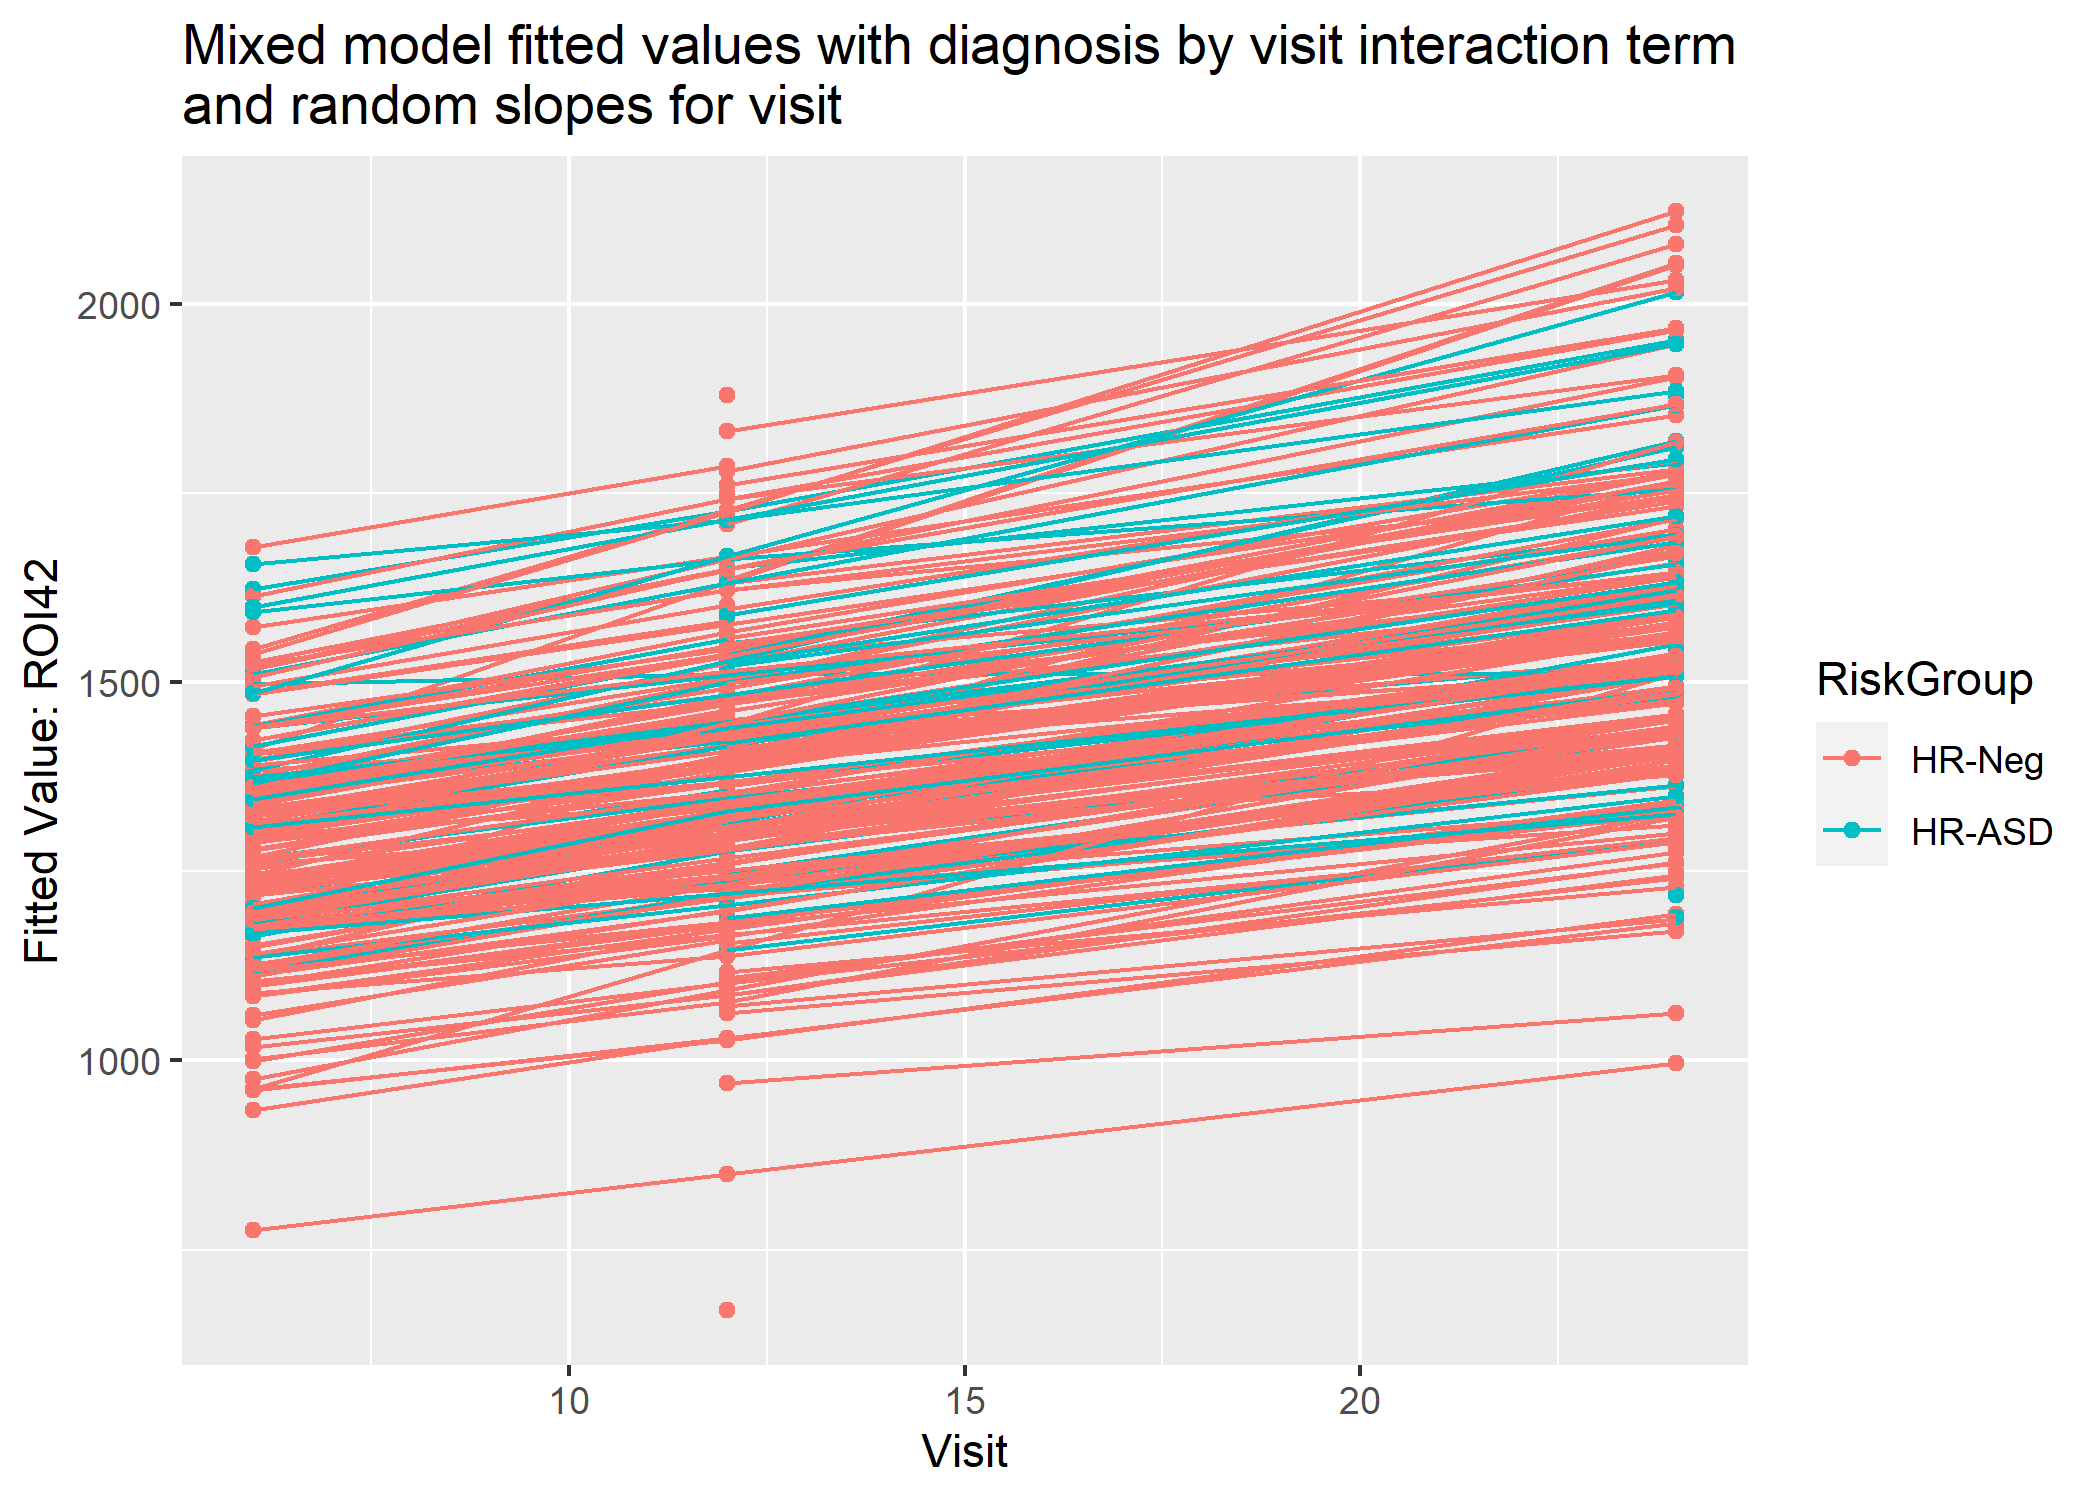 Mixed model fitted values with diagnosis by visit interaction term
and random slopes for visit
Fittted Value: ROI42
2000
1500
1000
10
15
20
Visit
RiskGroup
HR-Neg
HR-ASD